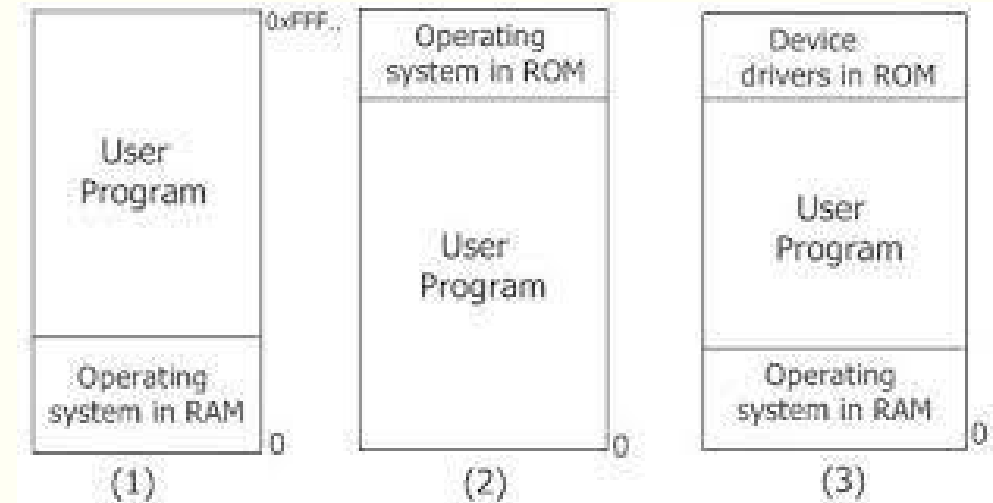 0xFFF..
User
Program
Operating
system in RAM
0
(1)
Operating
system in ROM
User
Program
0
(2)
Device
drivers in ROM
User
Program
Operating
system in RAM
0
(3)